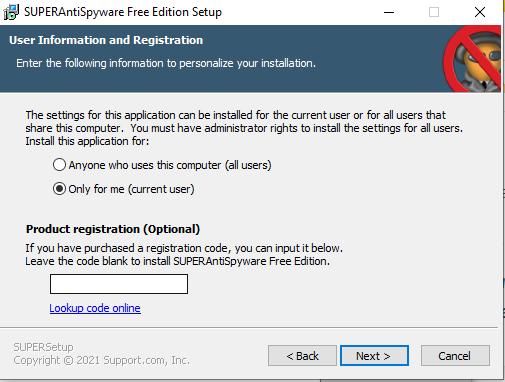 SUPERAntiSpyware Free Edition Setup
User Information and Registration
Enter the following information to personalize your installation.
The settings for this application can be installed for the current user or for all users that
share this computer. You must have administrator rights to install the settings for all users.
Install this application for:
Anyone who uses this computer (all users)
Only for me (current user)
Product registration (Optional)
If you have purchased a registration code, you can input it below.
Leave the code blank to install SUPERAntiSpyware Free Edition.
Lookup code online
SUPERSetup
Copyright © 2021 Support.com, Inc.
< Back
Next >
Cancel